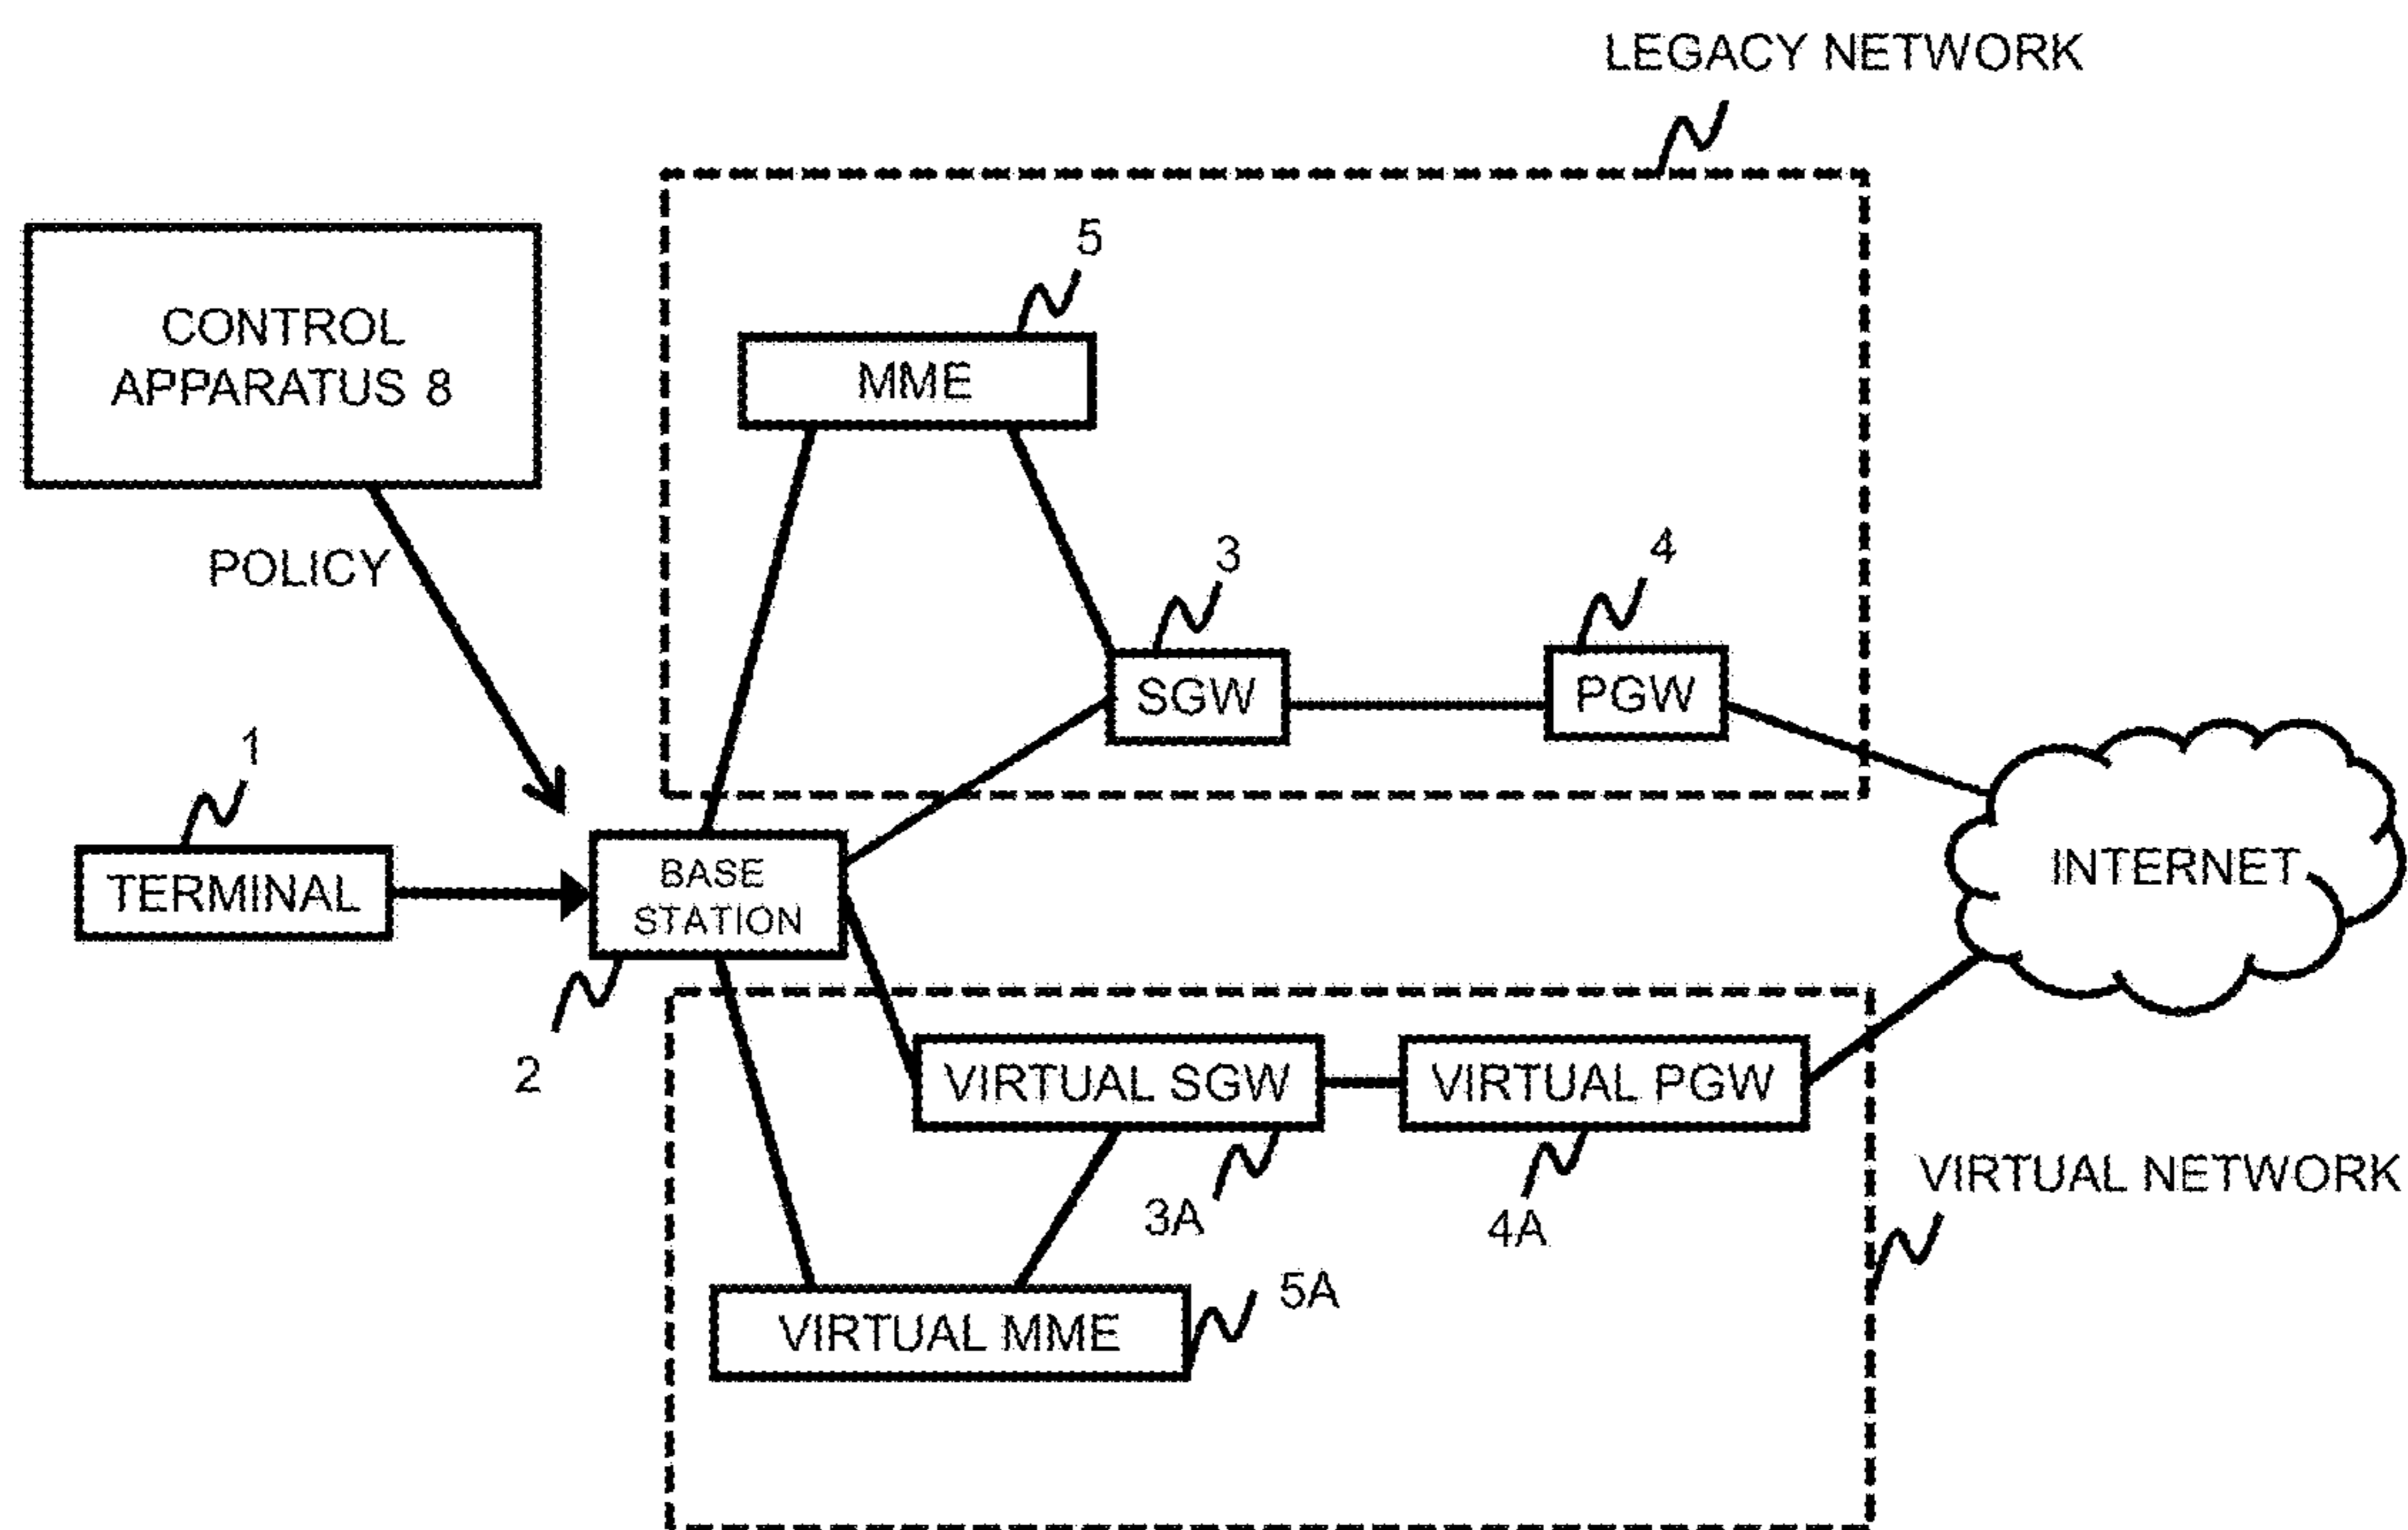 LEGACY NETWORK
CONTROL
APPARATUS 8
5
MME
POLICY
3
SGW
4
PGW
1
TERMINAL
BASE
STATION
2
INTERNET
VIRTUAL SGW
VIRTUAL PGW
3A
4A
VIRTUAL NETWORK
VIRTUAL MME
5A